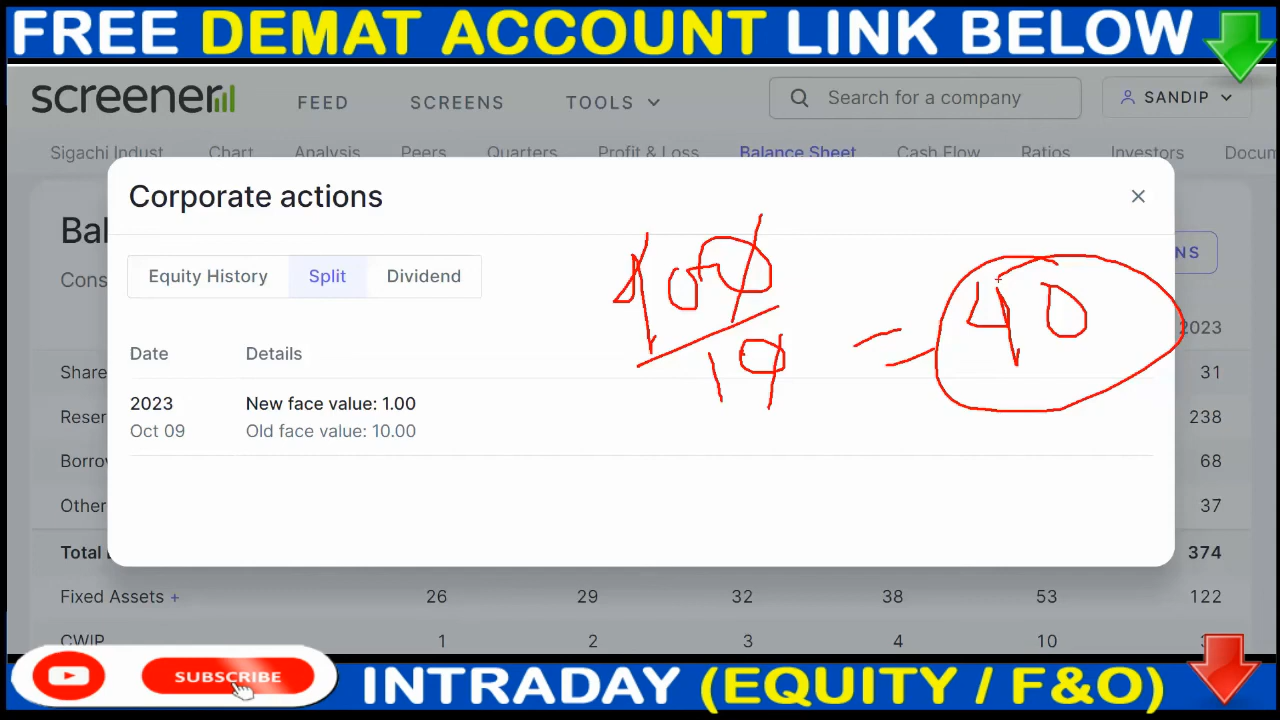 FREE DEMAT ACCOUNT LINK BELOW
screener FEED SCREENS TOOLS Search for a company SANDIP
Sigachi Indust Chart Analysis Peers Quarters Profit & Loss Balance Sheet Cash Flow Ratios Investors Docum
Corporate actions
Bal
Cons
NS
Equity History Split Dividend
400
10
= 40
2023
Date Details
Share 31
2023 New face value: 1.00
Reser 238
Oct 09 Old face value: 10.00
Borro 68
Other 37
Total 374
Fixed Assets + 26 29 32 38 53 122
CWIP 1 2 3 4 10
SUBSCRIBE
INTRADAY (EQUITY / F&O)